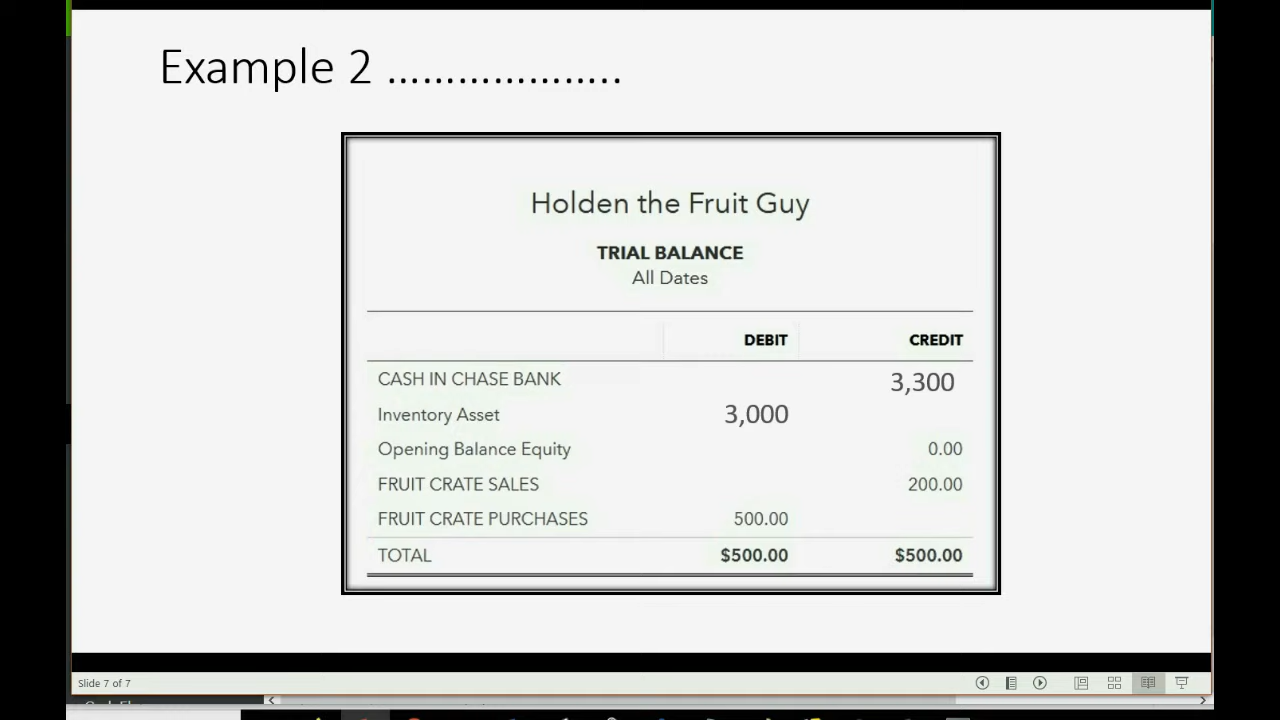 Example 2 ....................
Holden the Fruit Guy
TRIAL BALANCE
All Dates
DEBIT CREDIT
CASH IN CHASE BANK 3,300
Inventory Asset 3,000
Opening Balance Equity 0.00
FRUIT CRATE SALES 200.00
FRUIT CRATE PURCHASES 500.00
TOTAL $500.00 $500.00
Slide 7 of 7